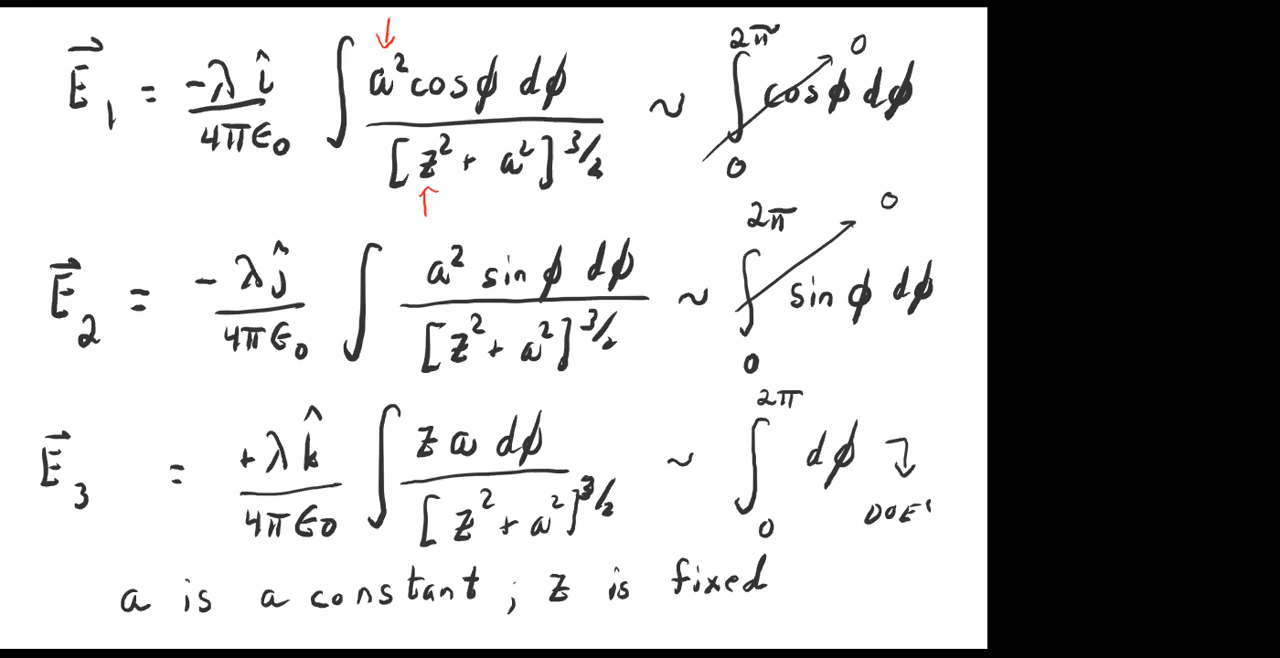 E⃗₁ = -λ î / 4πϵ₀ ∫ a² cos ϕ dϕ / [z² + a²]^3/2 ~ ∫₀^2π cos ϕ dϕ → 0
E⃗₂ = -λ ĵ / 4πϵ₀ ∫ a² sin ϕ dϕ / [z² + a²]^3/2 ~ ∫₀^2π sin ϕ dϕ → 0
E⃗₃ = +λ k̂ / 4πϵ₀ ∫ z a dϕ / [z² + a²]^3/2 ~ ∫₀^2π dϕ ↴
a is a constant ; z is fixed